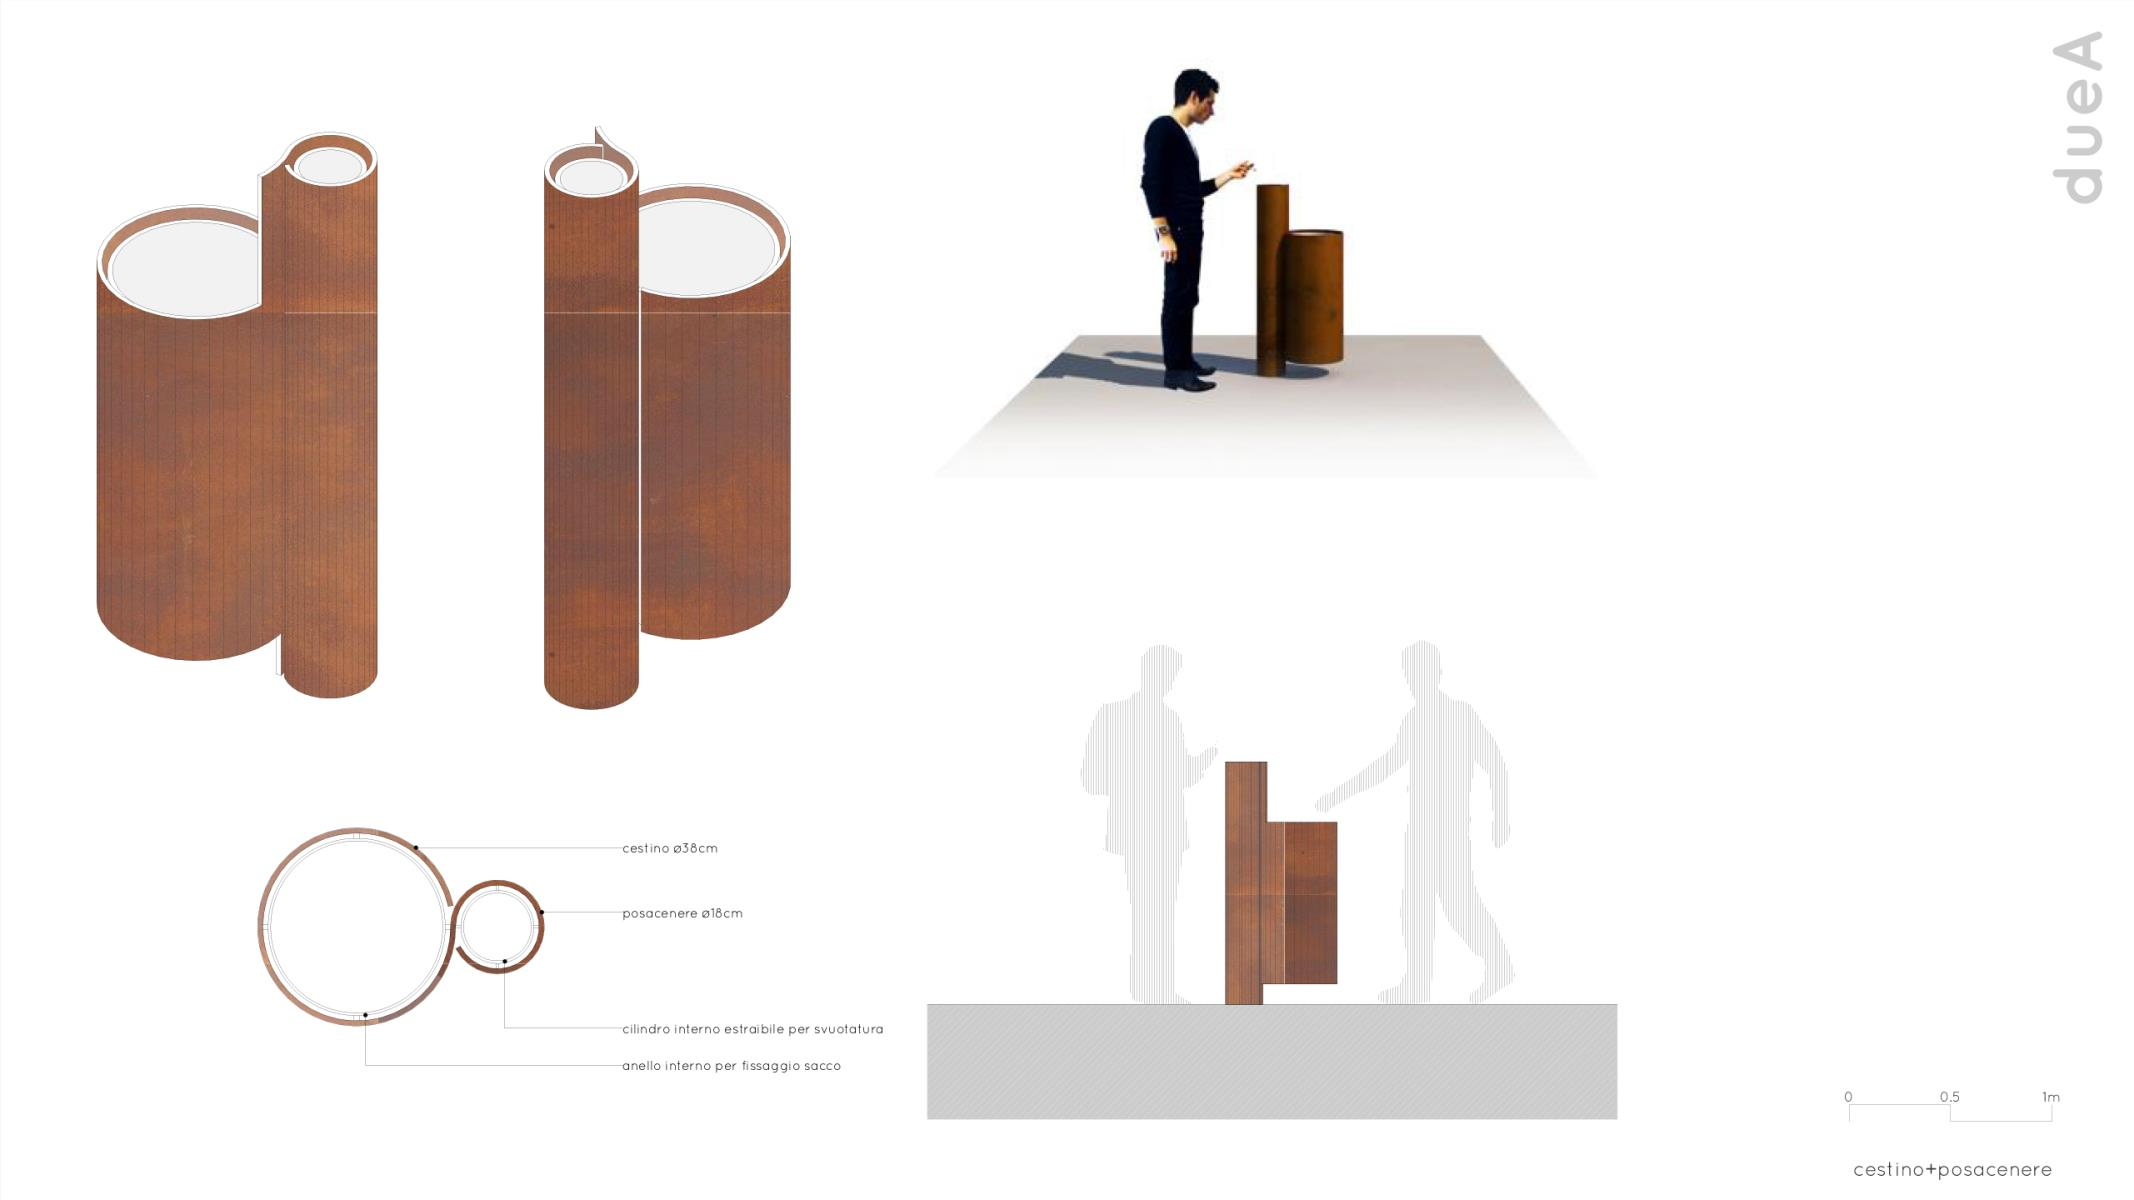 dueA
cestino ø38cm
posacenere ø18cm
cilindro interno estraibile per svuotatura
anello interno per fissaggio sacco
0 0.5 1m
cestino+posacenere